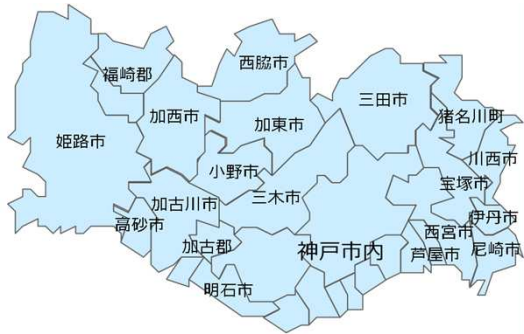 西脇市
福崎郡
三田市
加西市
加東市
猪名川町
姫路市
川西市
小野市
宝塚市
三木市
加古川市
伊丹市
高砂市
西宮市
加古郡
神戸市内
芦屋市
尼崎市
明石市